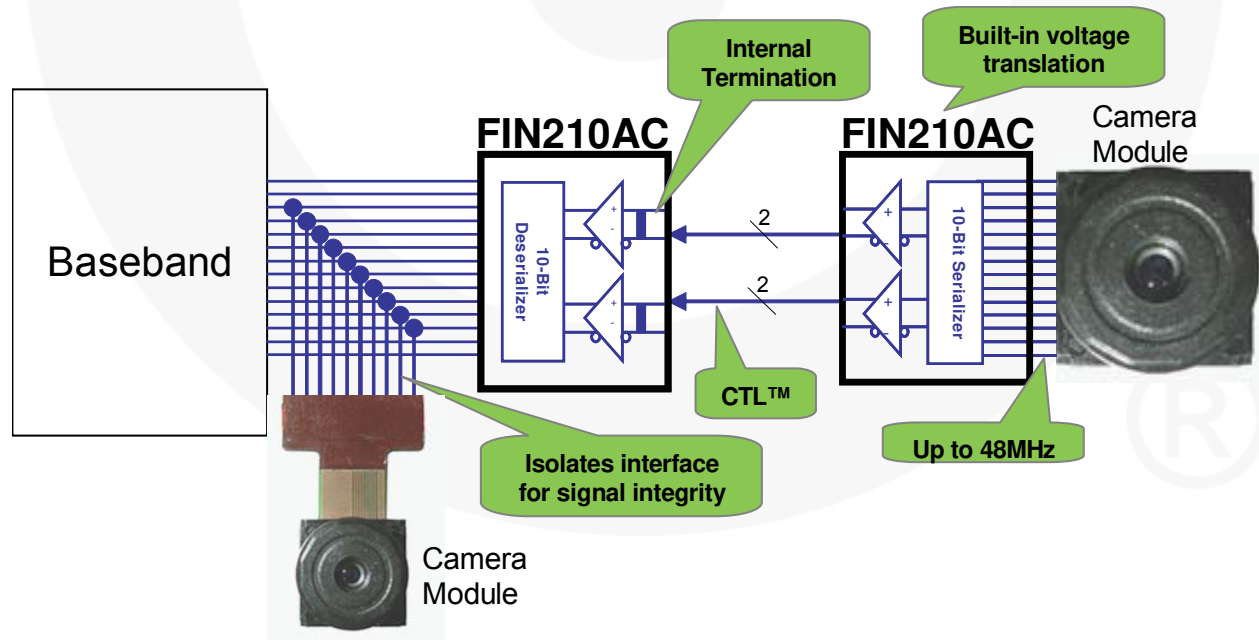 Internal
Termination
Built-in voltage
translation
FIN210AC
FIN210AC
Camera
Module
Baseband
10-Bit
Deserializer
+
-
+
-
2
2
+
-
+
-
10-Bit Serializer
CTL™
Up to 48MHz
Isolates interface
for signal integrity
Camera
Module
®